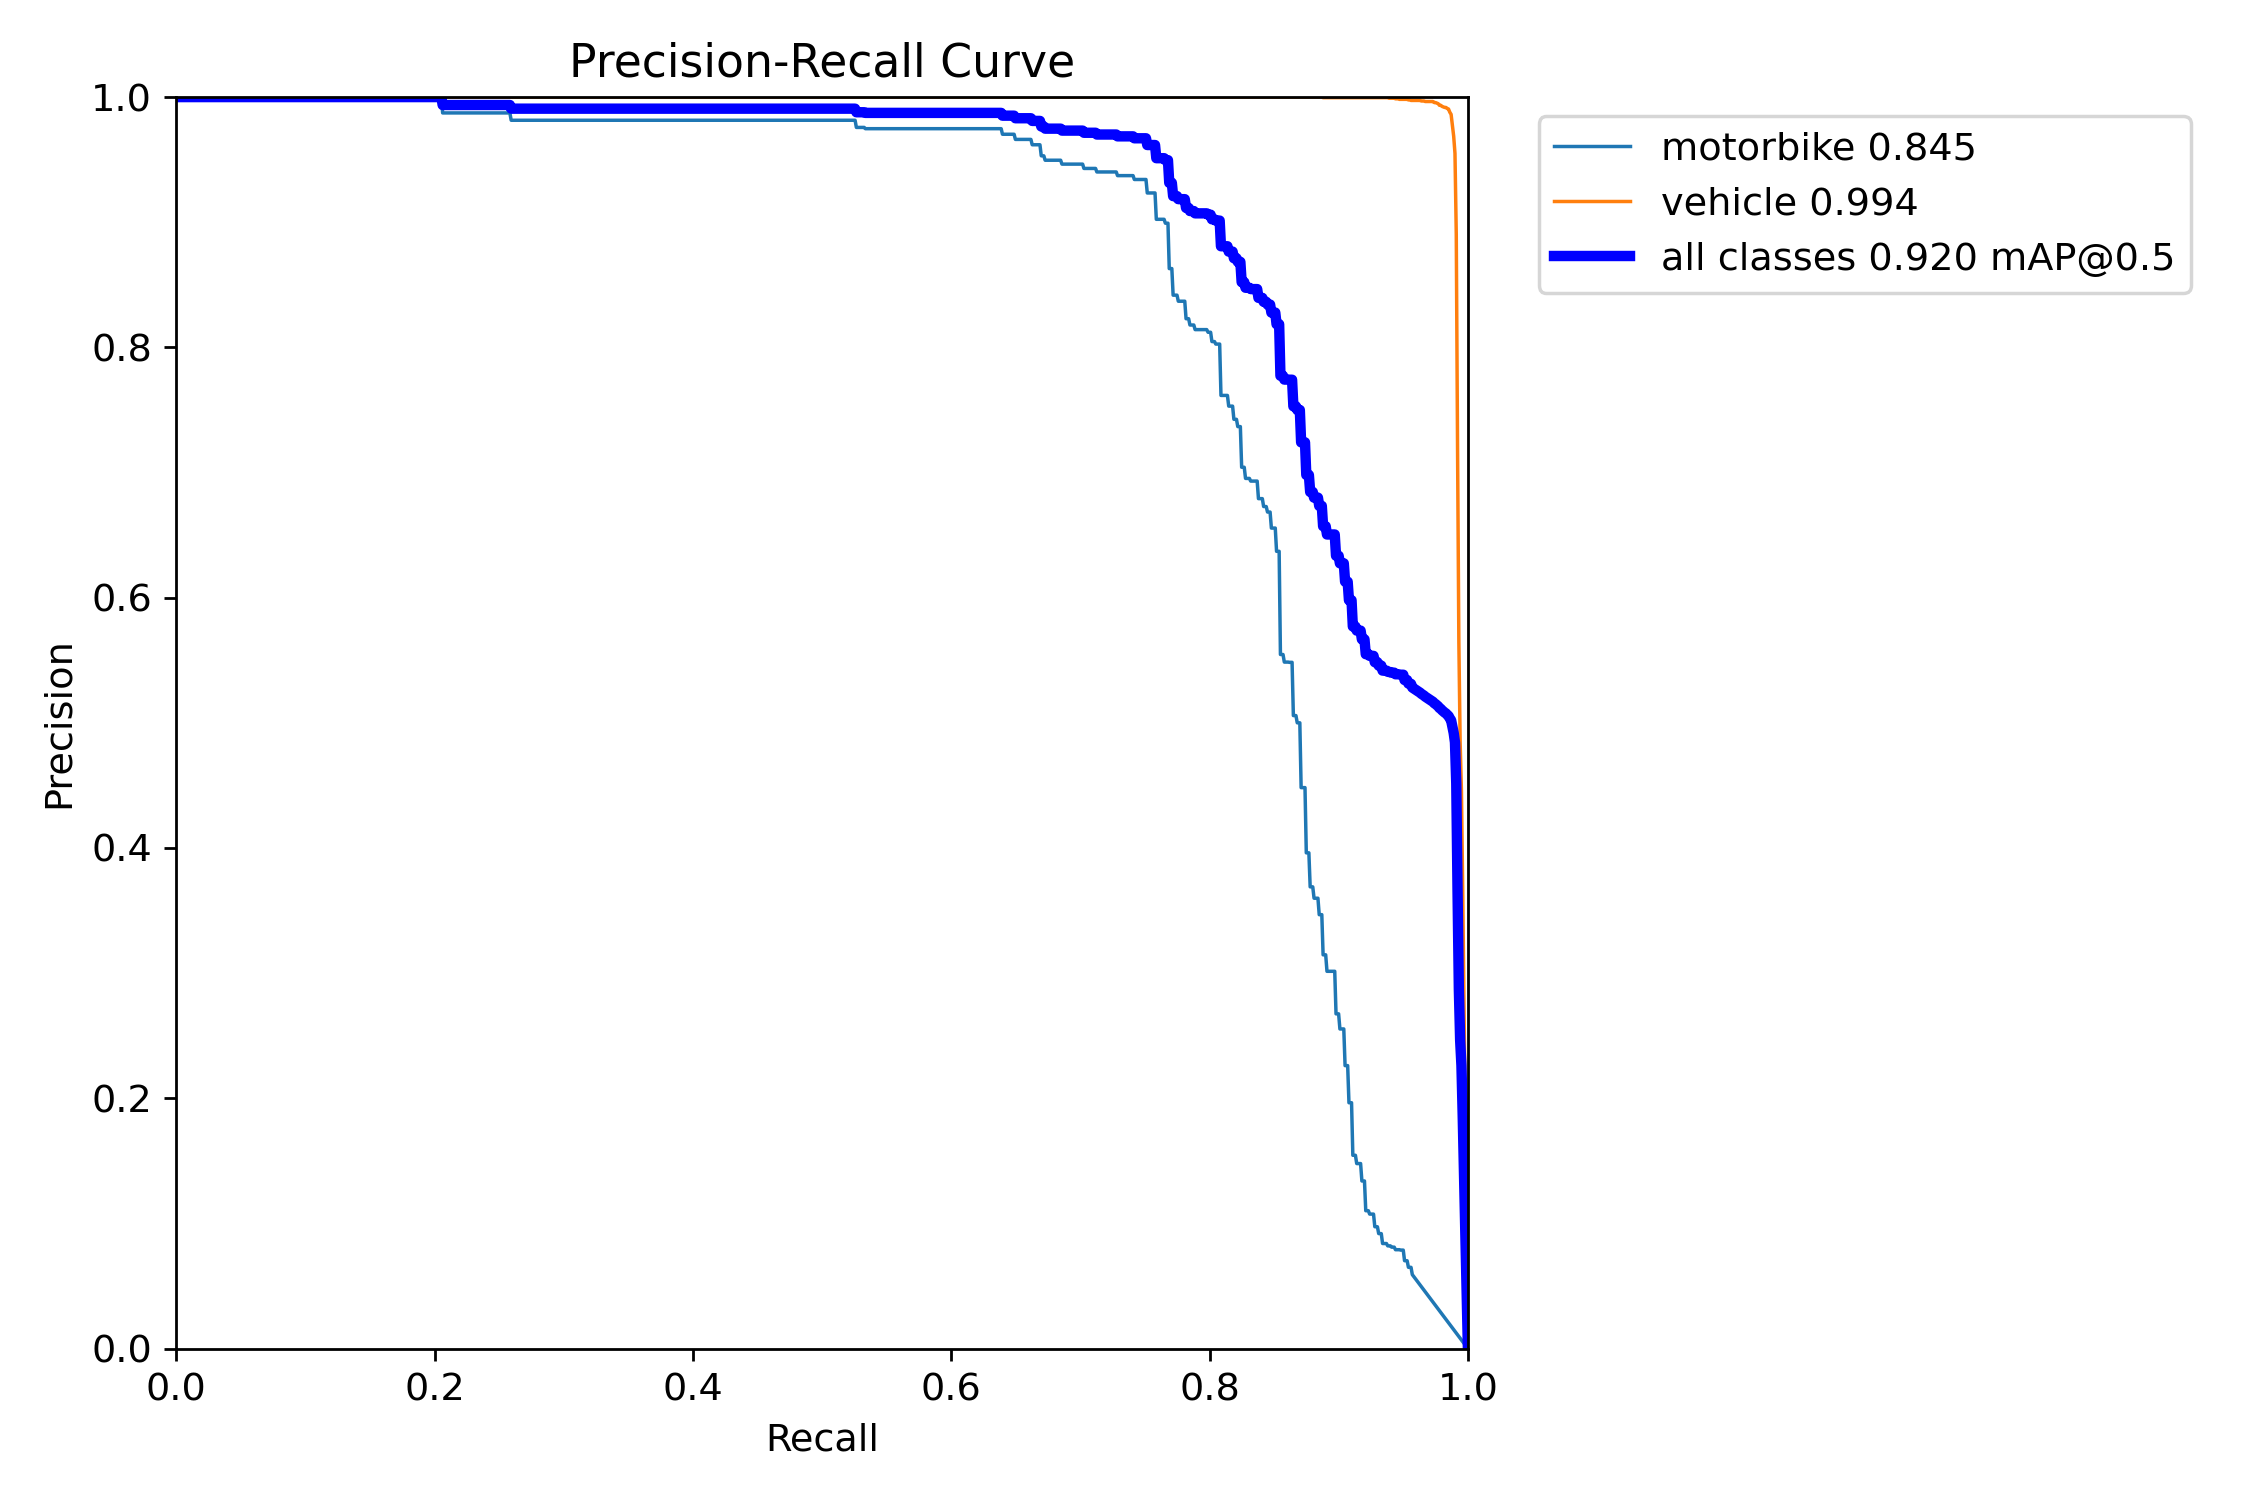 Precision-Recall Curve
1.0
0.8
0.6
0.4
0.2
0.0
Precision
0.0 0.2 0.4 0.6 0.8 1.0
Recall
motorbike 0.845
vehicle 0.994
all classes 0.920 mAP@0.5